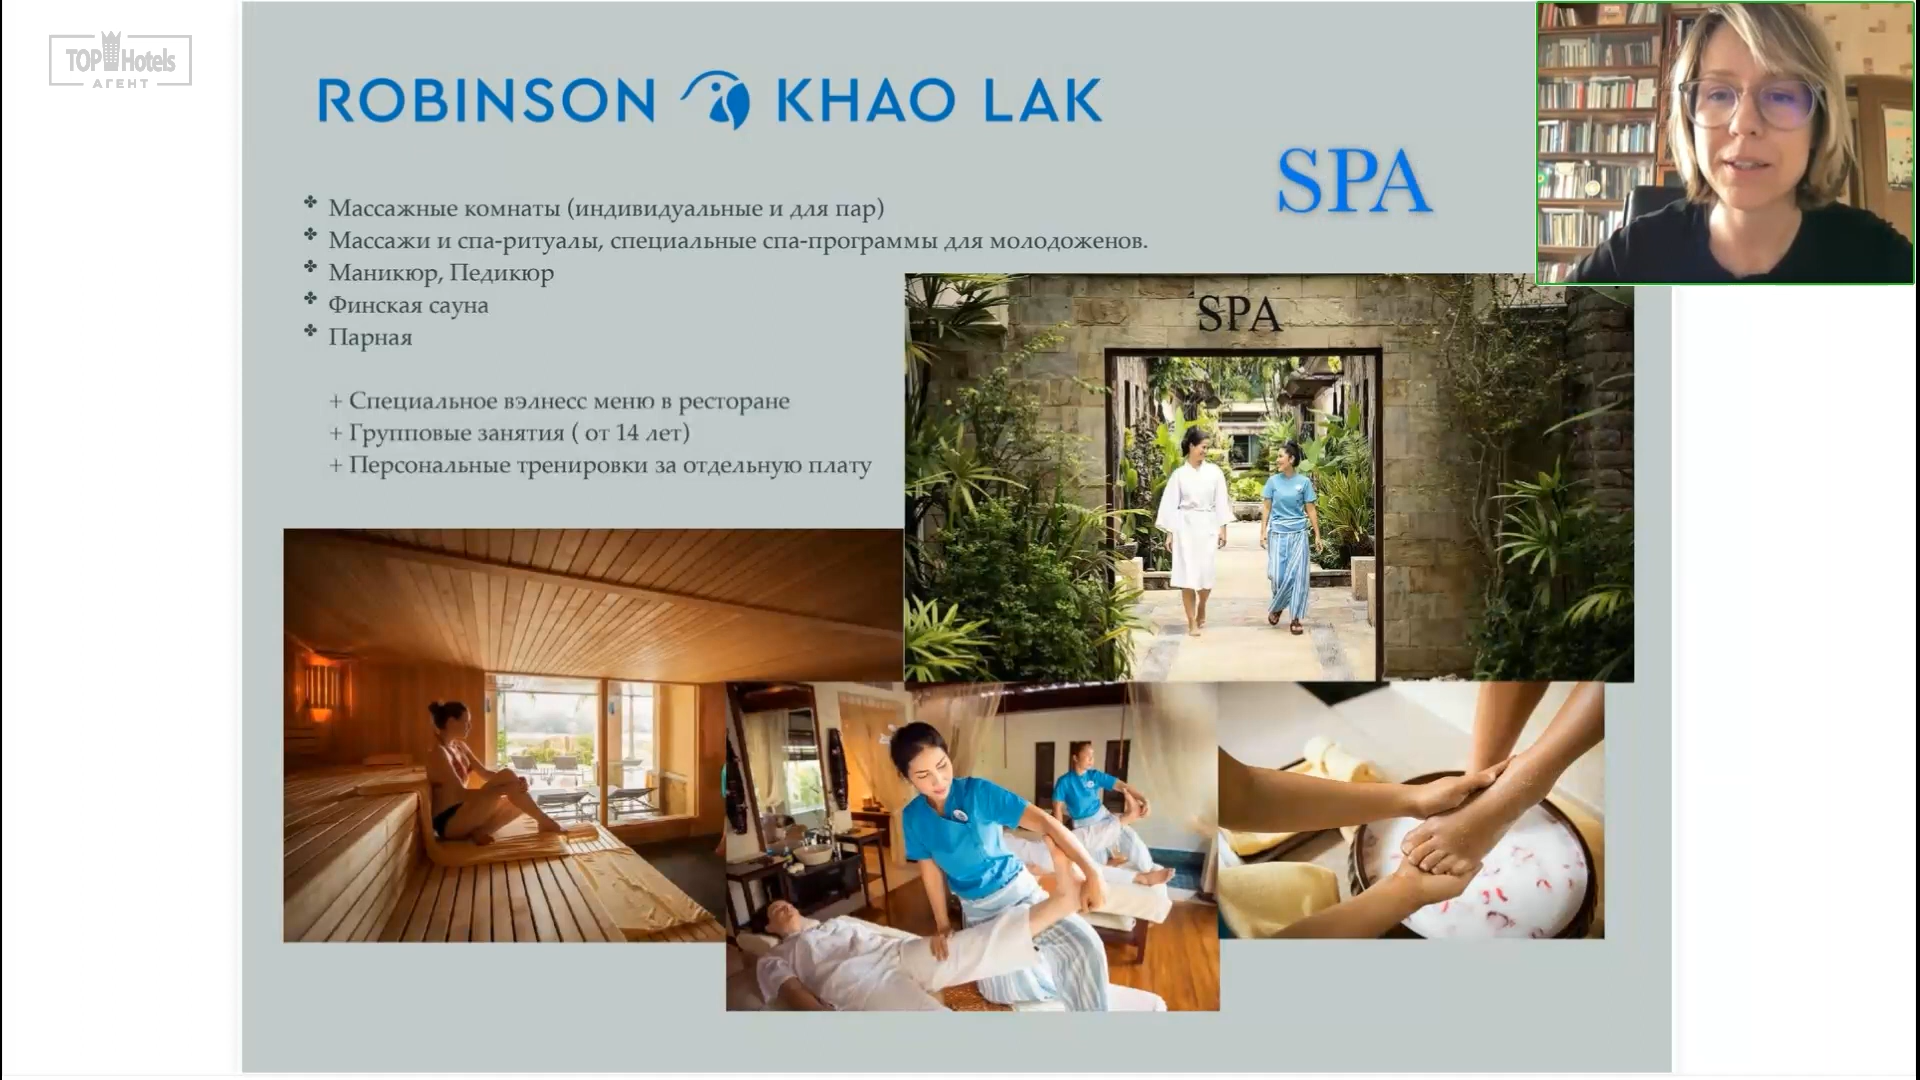 TOP Hotels
АГЕНТ
ROBINSON KHAO LAK
SPA
Массажные комнаты (индивидуальные и для пар)
Массажи и спа-ритуалы, специальные спа-программы для молодоженов.
Маникюр, Педикюр
Финская сауна
Парная
+ Специальное вэлнесс меню в ресторане
+ Групповые занятия ( от 14 лет)
+ Персональные тренировки за отдельную плату
SPA